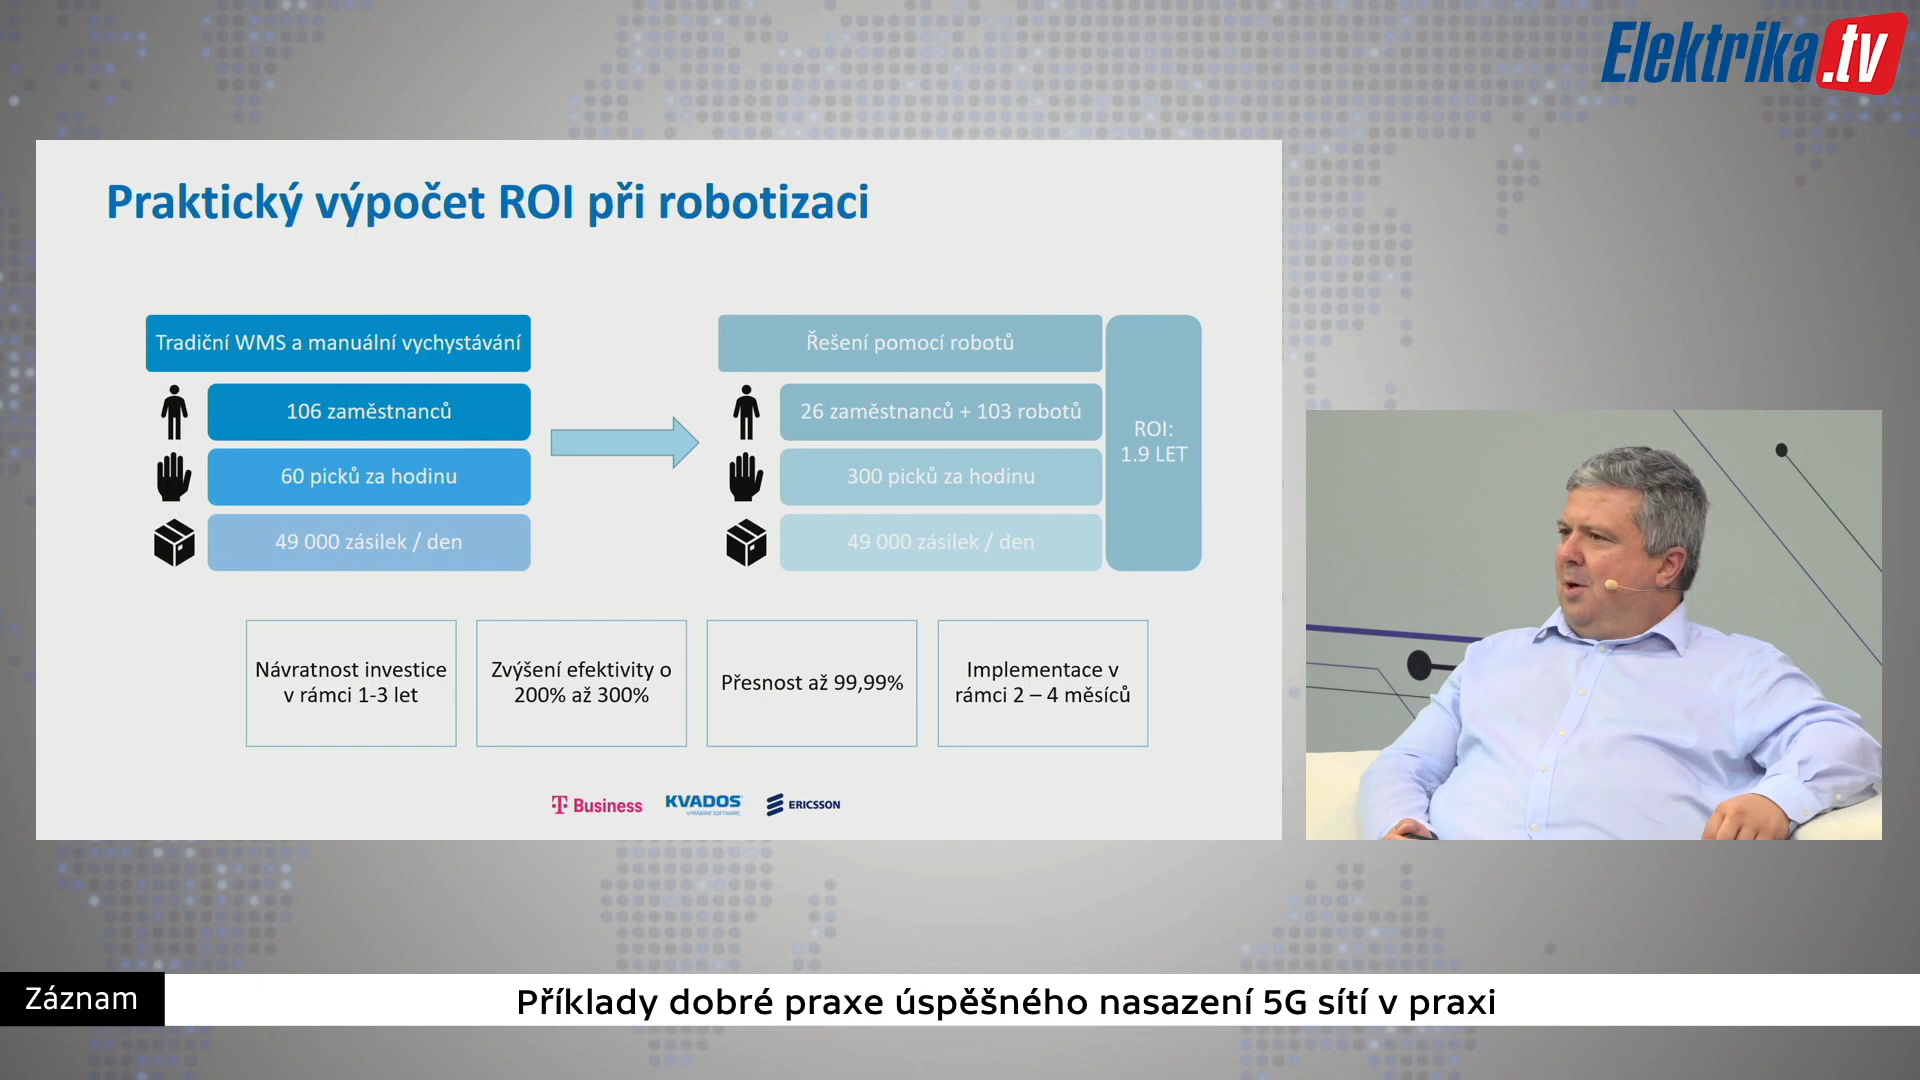 Elektrika.tv
Praktický výpočet ROI při robotizaci
Tradiční WMS a manuální vychystávání
106 zaměstnanců
60 picků za hodinu
49 000 zásilek / den
Řešení pomocí robotů
26 zaměstnanců + 103 robotů
300 picků za hodinu
49 000 zásilek / den
ROI:
1.9 LET
Návratnost investice
v rámci 1-3 let
Zvýšení efektivity o
200% až 300%
Přesnost až 99,99%
Implementace v
rámci 2 – 4 měsíců
T Business
KVADOS
VYRÁBÍME SOFTWARE
ERICSSON
Záznam
Příklady dobré praxe úspěšného nasazení 5G sítí v praxi